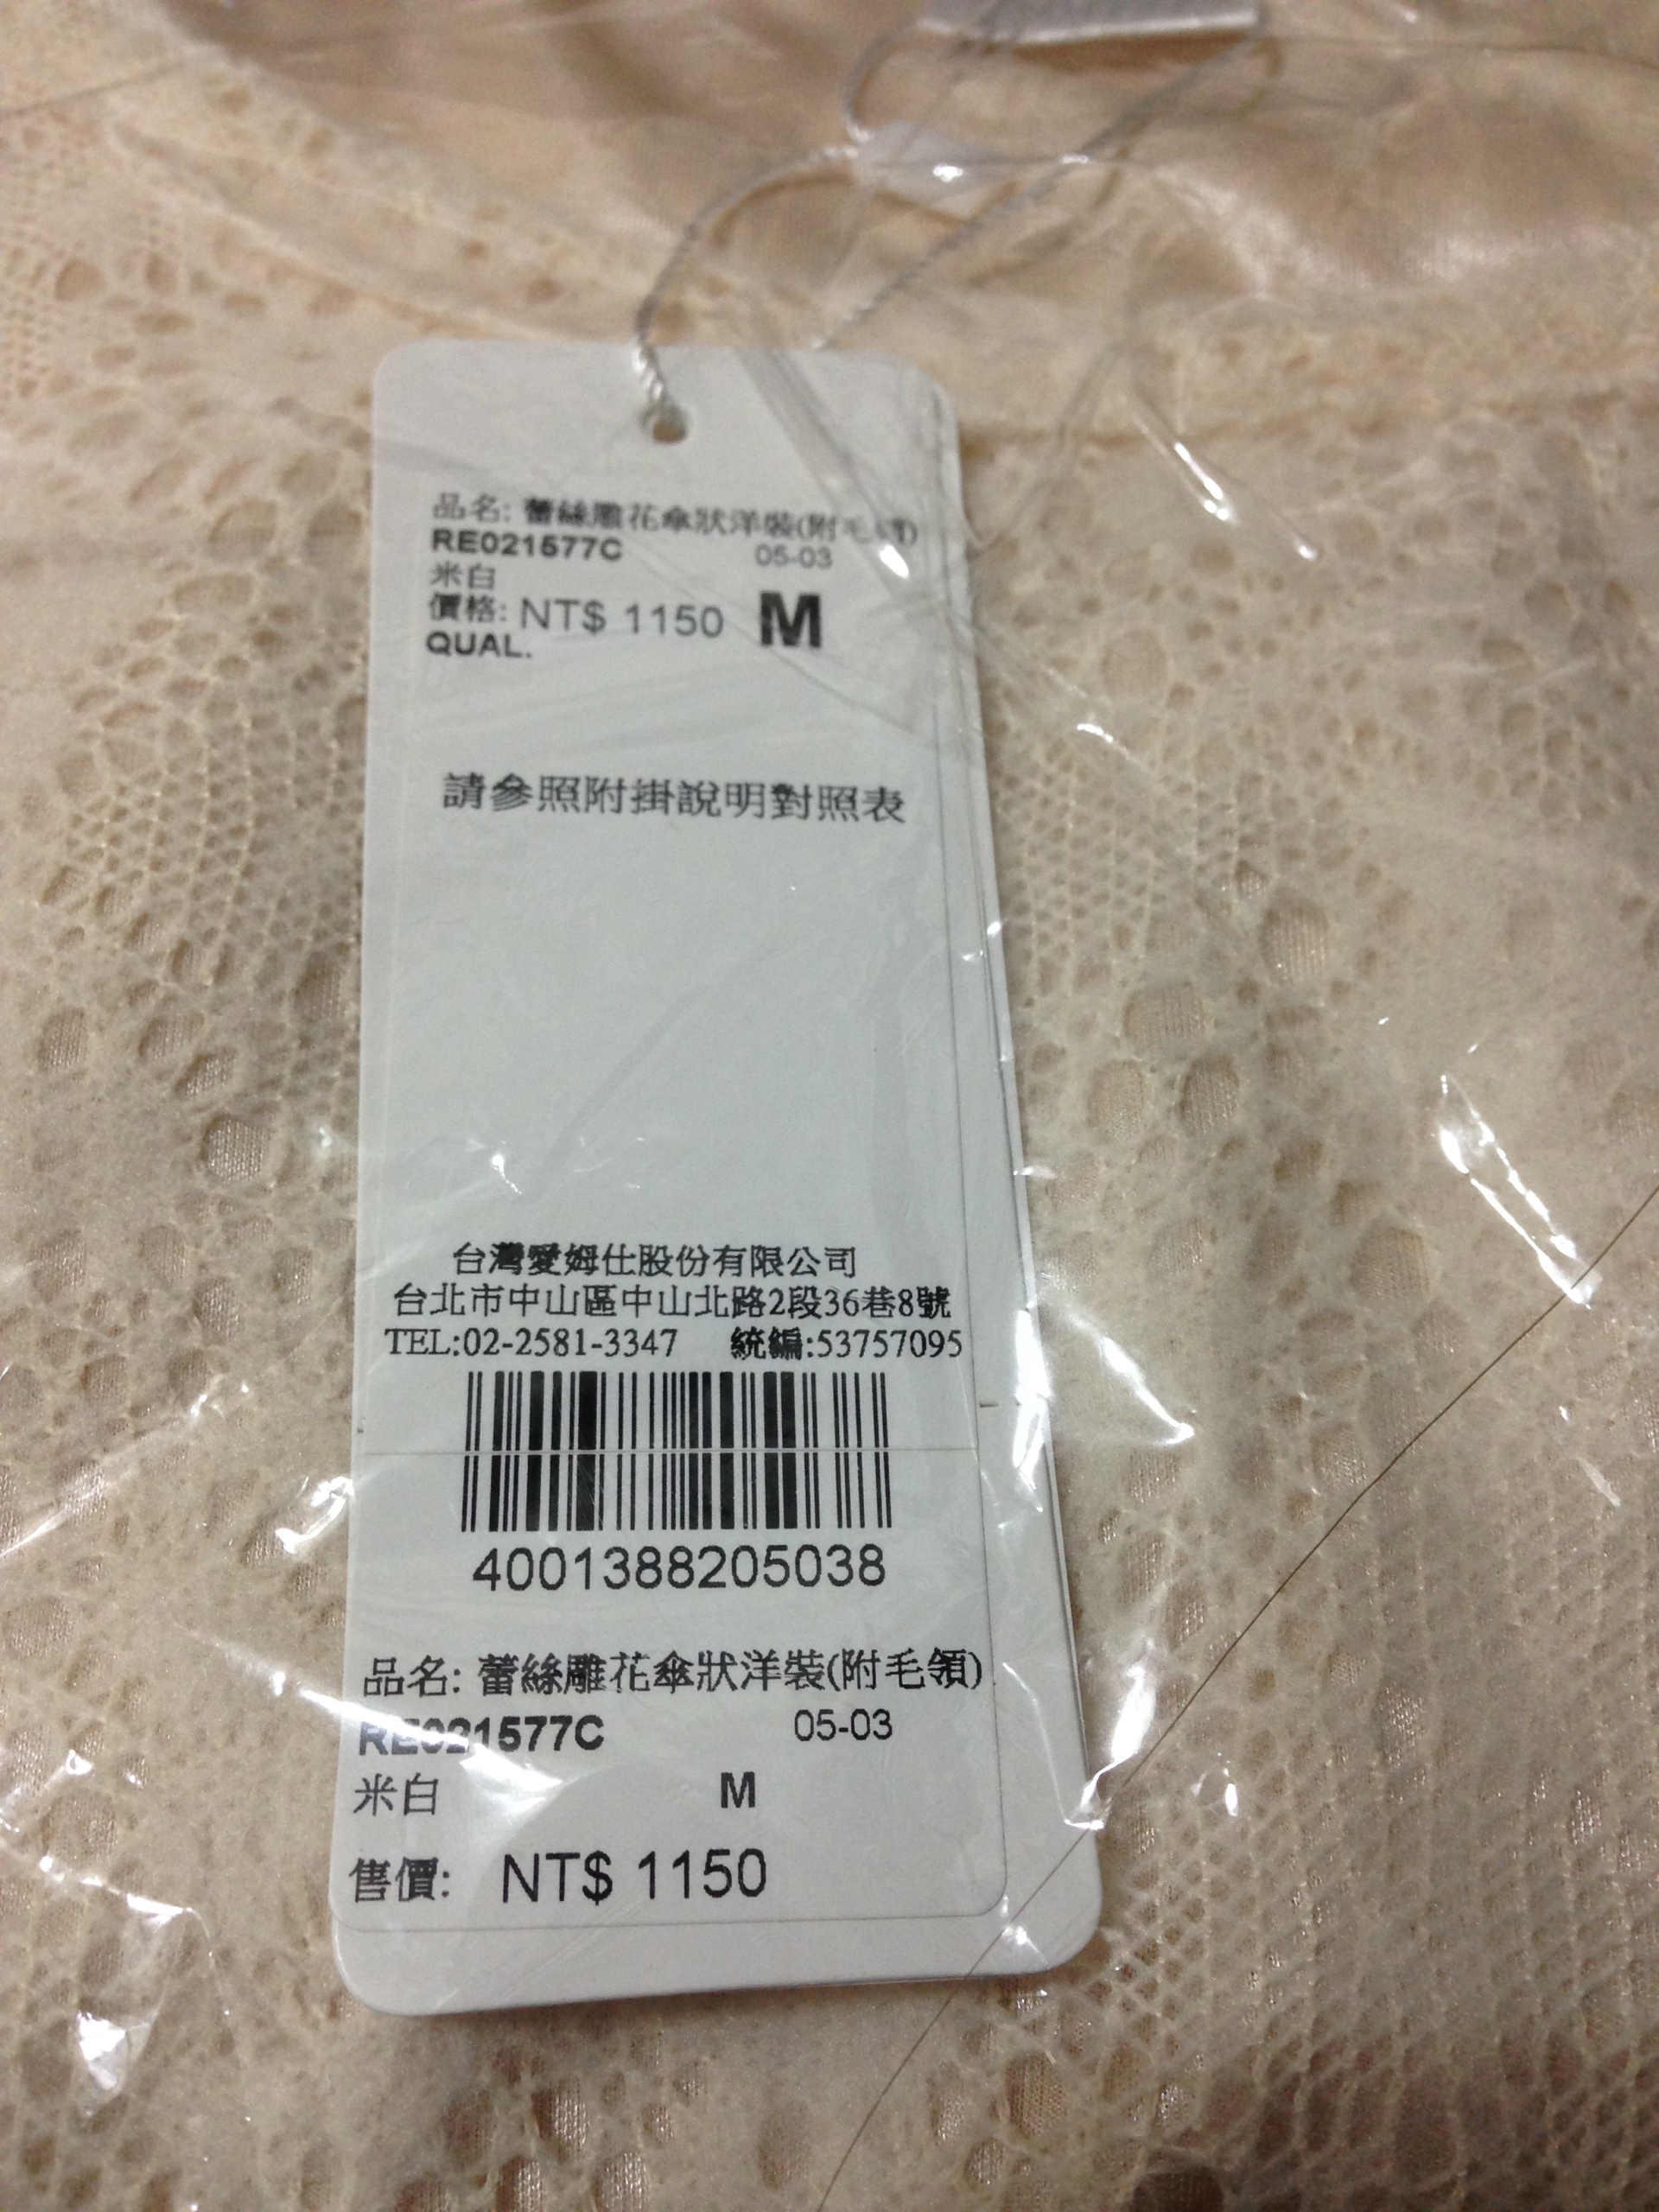 品名: 蕾絲雕花傘狀洋裝(附毛領)
RE021577C 05-03
米白
價格: NT$ 1150 M
QUAL.
請參照附掛說明對照表
台灣愛姆仕股份有限公司
台北市中山區中山北路2段36巷8號
TEL:02-2581-3347 統編:53757095
4001388205038
品名: 蕾絲雕花傘狀洋裝(附毛領)
RE021577C 05-03
米白 M
售價: NT$ 1150